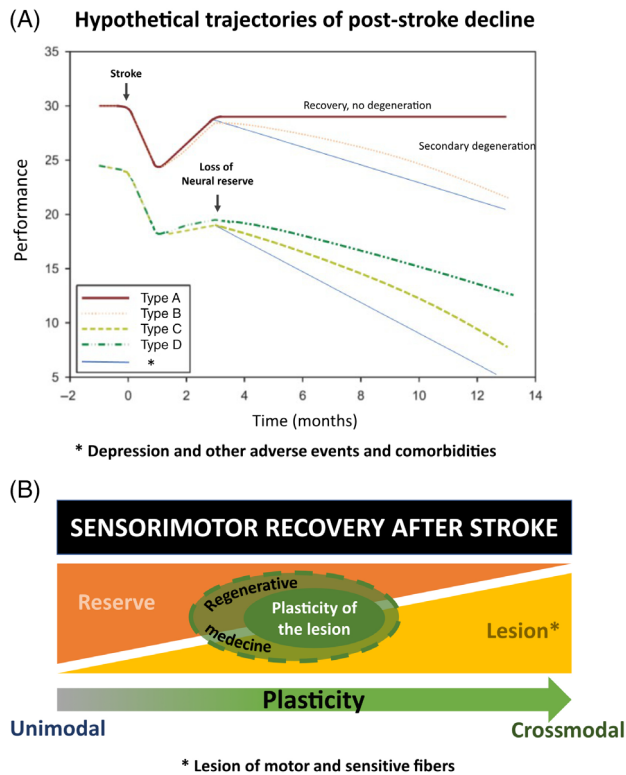 (A) Hypothetical trajectories of post-stroke decline
35
30
25
20
15
10
5
Performance
Stroke
Recovery, no degeneration
Secondary degeneration
Loss of
Neural reserve
Type A
Type B
Type C
Type D
*
−2 0 2 4 6 8 10 12 14
Time (months)
* Depression and other adverse events and comorbidities
(B)
SENSORIMOTOR RECOVERY AFTER STROKE
Reserve
Regenerative
medecine
Plasticity of
the lesion
Lesion*
Plasticity
Unimodal
Crossmodal
* Lesion of motor and sensitive fibers